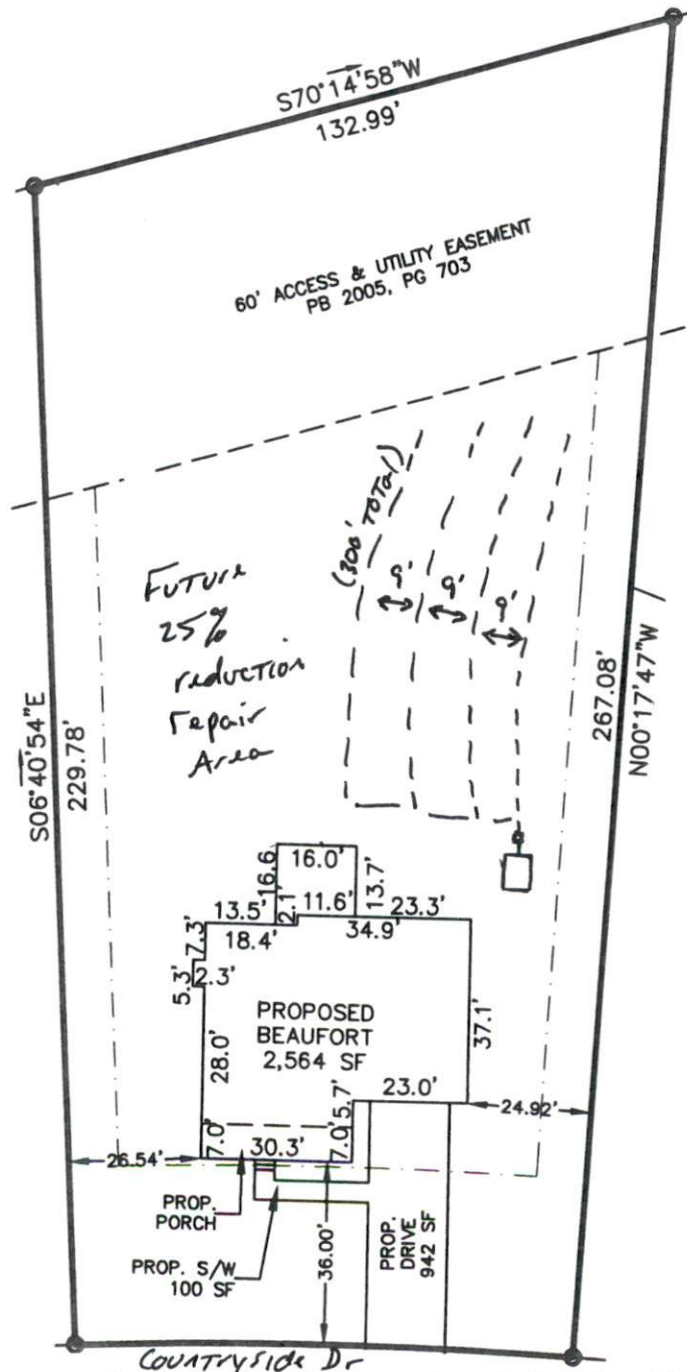 S70°14'58"W
132.99'
60' ACCESS & UTILITY EASEMENT
PB 2005, PG 703
(300' TOTAL)
9'
9'
9'
Future
25%
reduction
repair
Area
S06°40'54"E
229.78'
267.08'
N00°17'47"W
16.6
16.0'
13.7'
13.5'
2.1'
11.6'
23.3'
18.4'
34.9'
7.3'
5.3'
2.3'
PROPOSED
BEAUFORT
2,564 SF
37.1'
28.0'
23.0'
15.7'
24.92'
7.0'
30.3'
7.0'
26.54'
PROP.
PORCH
PROP. S/W
100 SF
36.00'
PROP.
DRIVE
942 SF
Countryside Dr